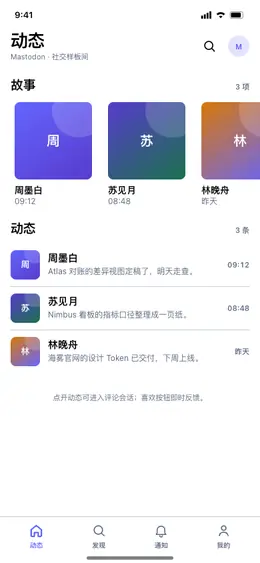 9:41
动态
Mastodon · 社交样板间
M
故事
3 项
周
苏
林
周墨白
苏见月
林晚舟
09:12
08:48
昨天
动态
3 条
周
周墨白
Atlas 对账的差异视图定稿了，明天走查。
09:12
苏
苏见月
Nimbus 看板的指标口径整理成一页纸。
08:48
林
林晚舟
海雾官网的设计 Token 已交付，下周上线。
昨天
点开动态可进入评论会话；喜欢按钮即时反馈。
动态
发现
通知
我的